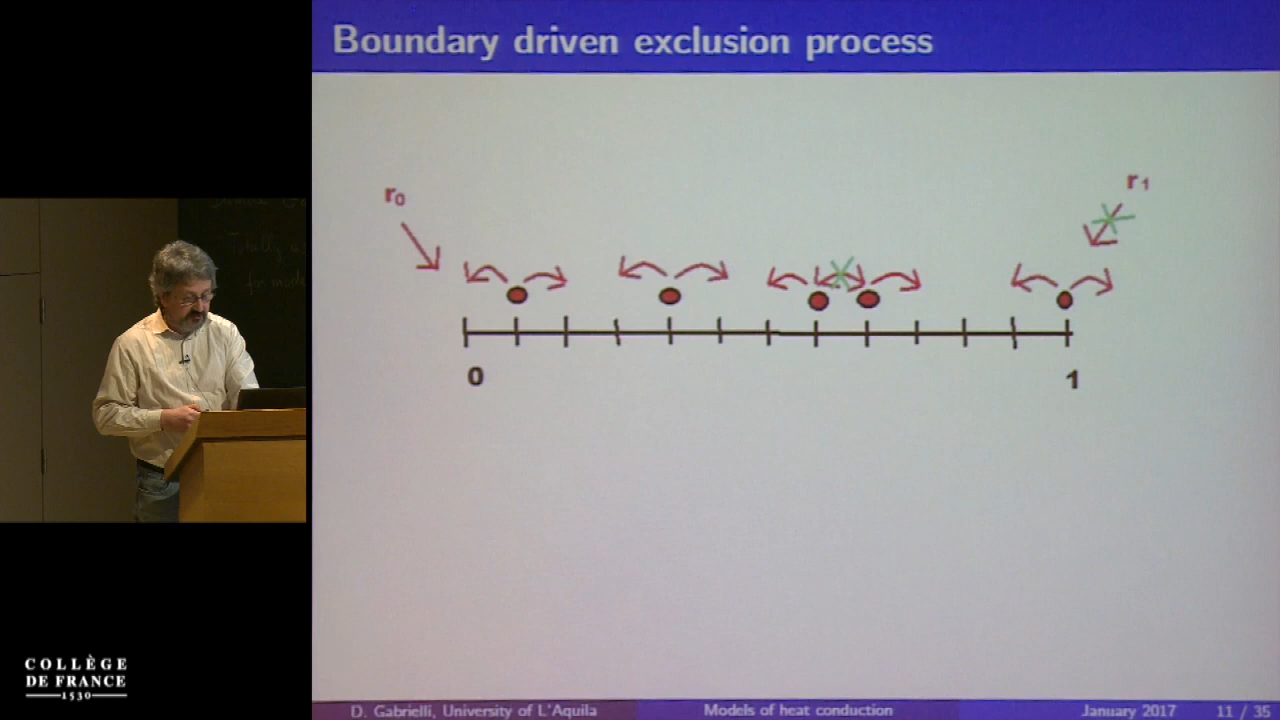 Boundary driven exclusion process
r₀
r₁
0
1
COLLÈGE
DE FRANCE
1530
D. Gabrielli, University of L'Aquila Models of heat conduction January 2017 11 / 35